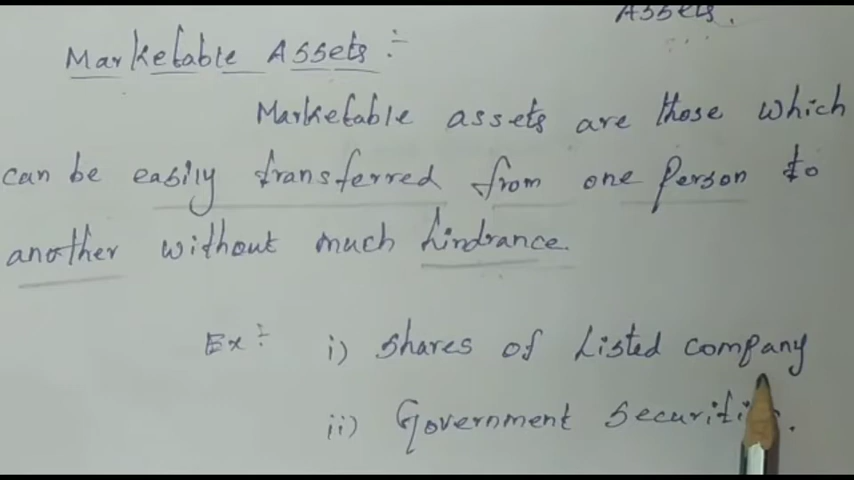 Assets.
Marketable Assets :-
Marketable assets are those which
can be easily transferred from one person to
another without much hindrance.
Ex :- i) shares of Listed company
ii) Government Securities.